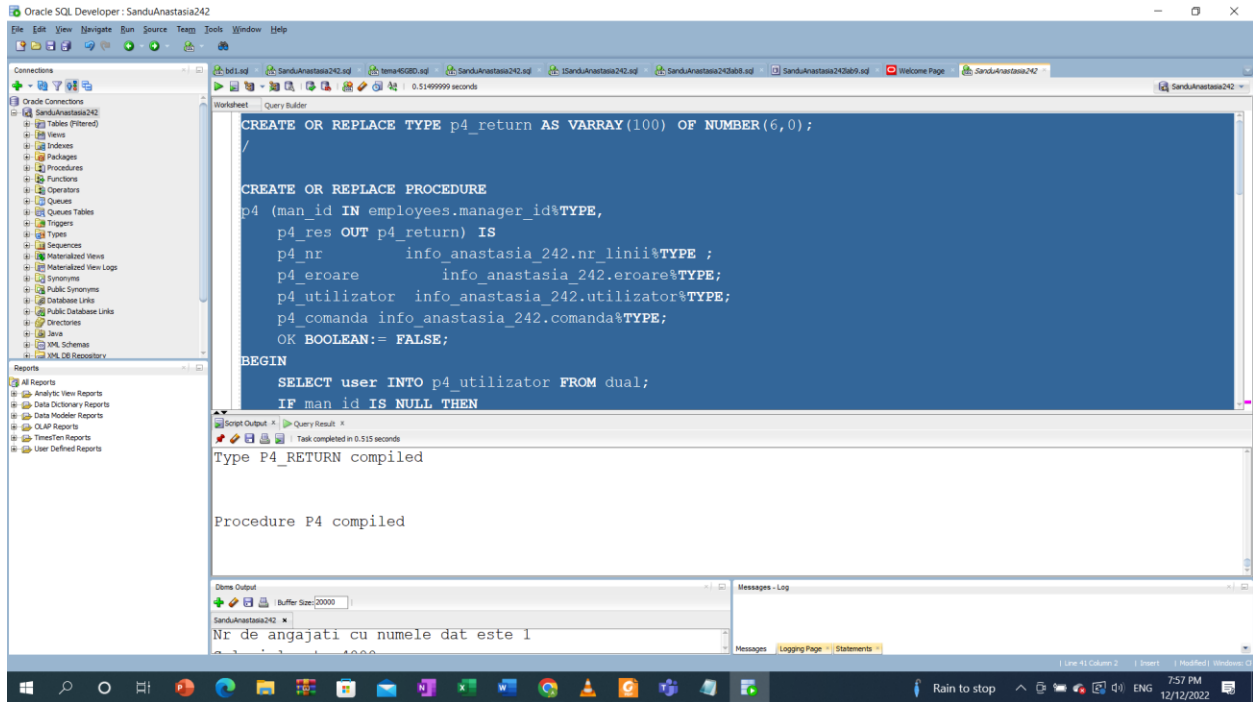 Oracle SQL Developer : SanduAnastasia242
File Edit View Navigate Run Source Team Tools Window Help
Connections
bd1.sql SanduAnastasia242.sql tema4SGBD.sql SanduAnastasia242.sql 1SanduAnastasia242.sql SanduAnastasia242lab8.sql SanduAnastasia242lab9.sql Welcome Page SanduAnastasia242
0.51499999 seconds
SanduAnastasia242
Worksheet Query Builder
Oracle Connections
SanduAnastasia242
Tables (Filtered)
Views
Indexes
Packages
Procedures
Functions
Operators
Queues
Queues Tables
Triggers
Types
Sequences
Materialized Views
Materialized View Logs
Synonyms
Public Synonyms
Database Links
Public Database Links
Directories
Java
XML Schemas
XML DB Repository
CREATE OR REPLACE TYPE p4_return AS VARRAY(100) OF NUMBER(6,0);
/
CREATE OR REPLACE PROCEDURE
p4 (man_id IN employees.manager_id%TYPE,
p4_res OUT p4_return) IS
p4_nr info_anastasia_242.nr_linii%TYPE ;
p4_eroare info_anastasia_242.eroare%TYPE;
p4_utilizator info_anastasia_242.utilizator%TYPE;
p4_comanda info_anastasia_242.comanda%TYPE;
OK BOOLEAN:= FALSE;
BEGIN
SELECT user INTO p4_utilizator FROM dual;
IF man_id IS NULL THEN
Reports
All Reports
Analytic View Reports
Data Dictionary Reports
Data Modeler Reports
OLAP Reports
TimesTen Reports
User Defined Reports
Script Output Query Result
Task completed in 0.515 seconds
Type P4_RETURN compiled
Procedure P4 compiled
Dbms Output
Buffer Size: 20000
SanduAnastasia242
Nr de angajati cu numele dat este 1
Messages - Log
Messages Logging Page Statements
Line 41 Column 2 Insert Modified Windows: C
Rain to stop ENG 7:57 PM
12/12/2022